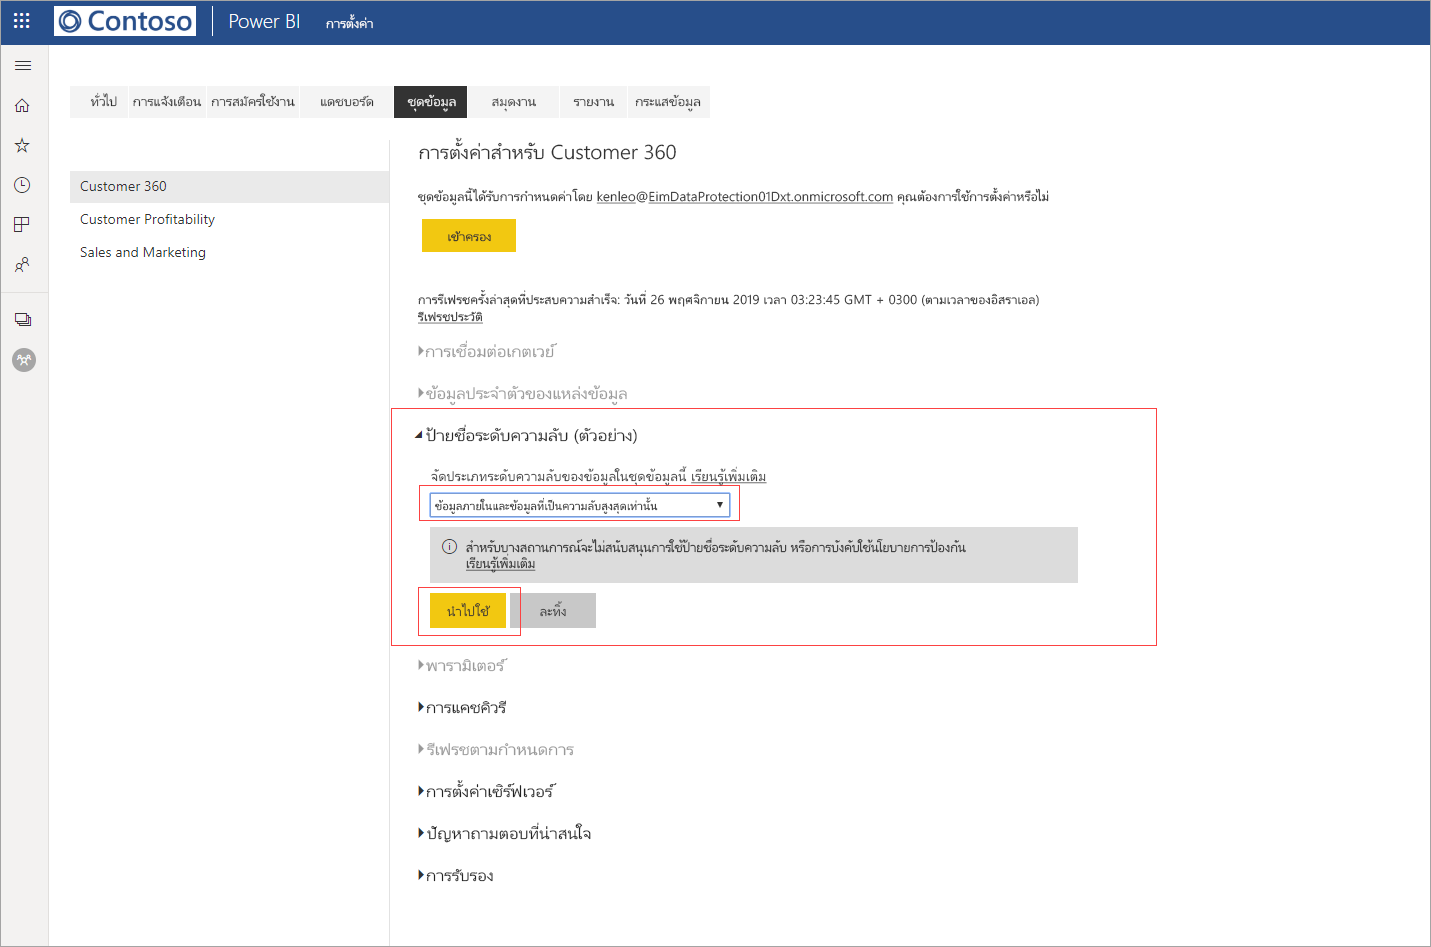 Contoso
Power BI
การตั้งค่า
ทั่วไป
การแจ้งเตือน
การสมัครใช้งาน
แดชบอร์ด
ชุดข้อมูล
สมุดงาน
รายงาน
กระแสข้อมูล
Customer 360
Customer Profitability
Sales and Marketing
การตั้งค่าสำหรับ Customer 360
ชุดข้อมูลนี้ได้รับการกำหนดค่าโดย kenleo@EimDataProtection01Dxt.onmicrosoft.com คุณต้องการใช้การตั้งค่าหรือไม่
เข้าครอง
การรีเฟรชครั้งล่าสุดที่ประสบความสำเร็จ: วันที่ 26 พฤศจิกายน 2019 เวลา 03:23:45 GMT + 0300 (ตามเวลาของอิสราเอล)
รีเฟรชประวัติ
การเชื่อมต่อเกตเวย์
ข้อมูลประจำตัวของแหล่งข้อมูล
ป้ายชื่อระดับความลับ (ตัวอย่าง)
จัดประเภทระดับความลับของข้อมูลในชุดข้อมูลนี้ เรียนรู้เพิ่มเติม
ข้อมูลภายในและข้อมูลที่เป็นความลับสูงสุดเท่านั้น
สำหรับบางสถานการณ์จะไม่สนับสนุนการใช้ป้ายชื่อระดับความลับ หรือการบังคับใช้นโยบายการป้องกัน
เรียนรู้เพิ่มเติม
นำไปใช้
ละทิ้ง
พารามิเตอร์
การแคชคิวรี
รีเฟรชตามกำหนดการ
การตั้งค่าเซิร์ฟเวอร์
ปัญหาถามตอบที่น่าสนใจ
การรับรอง